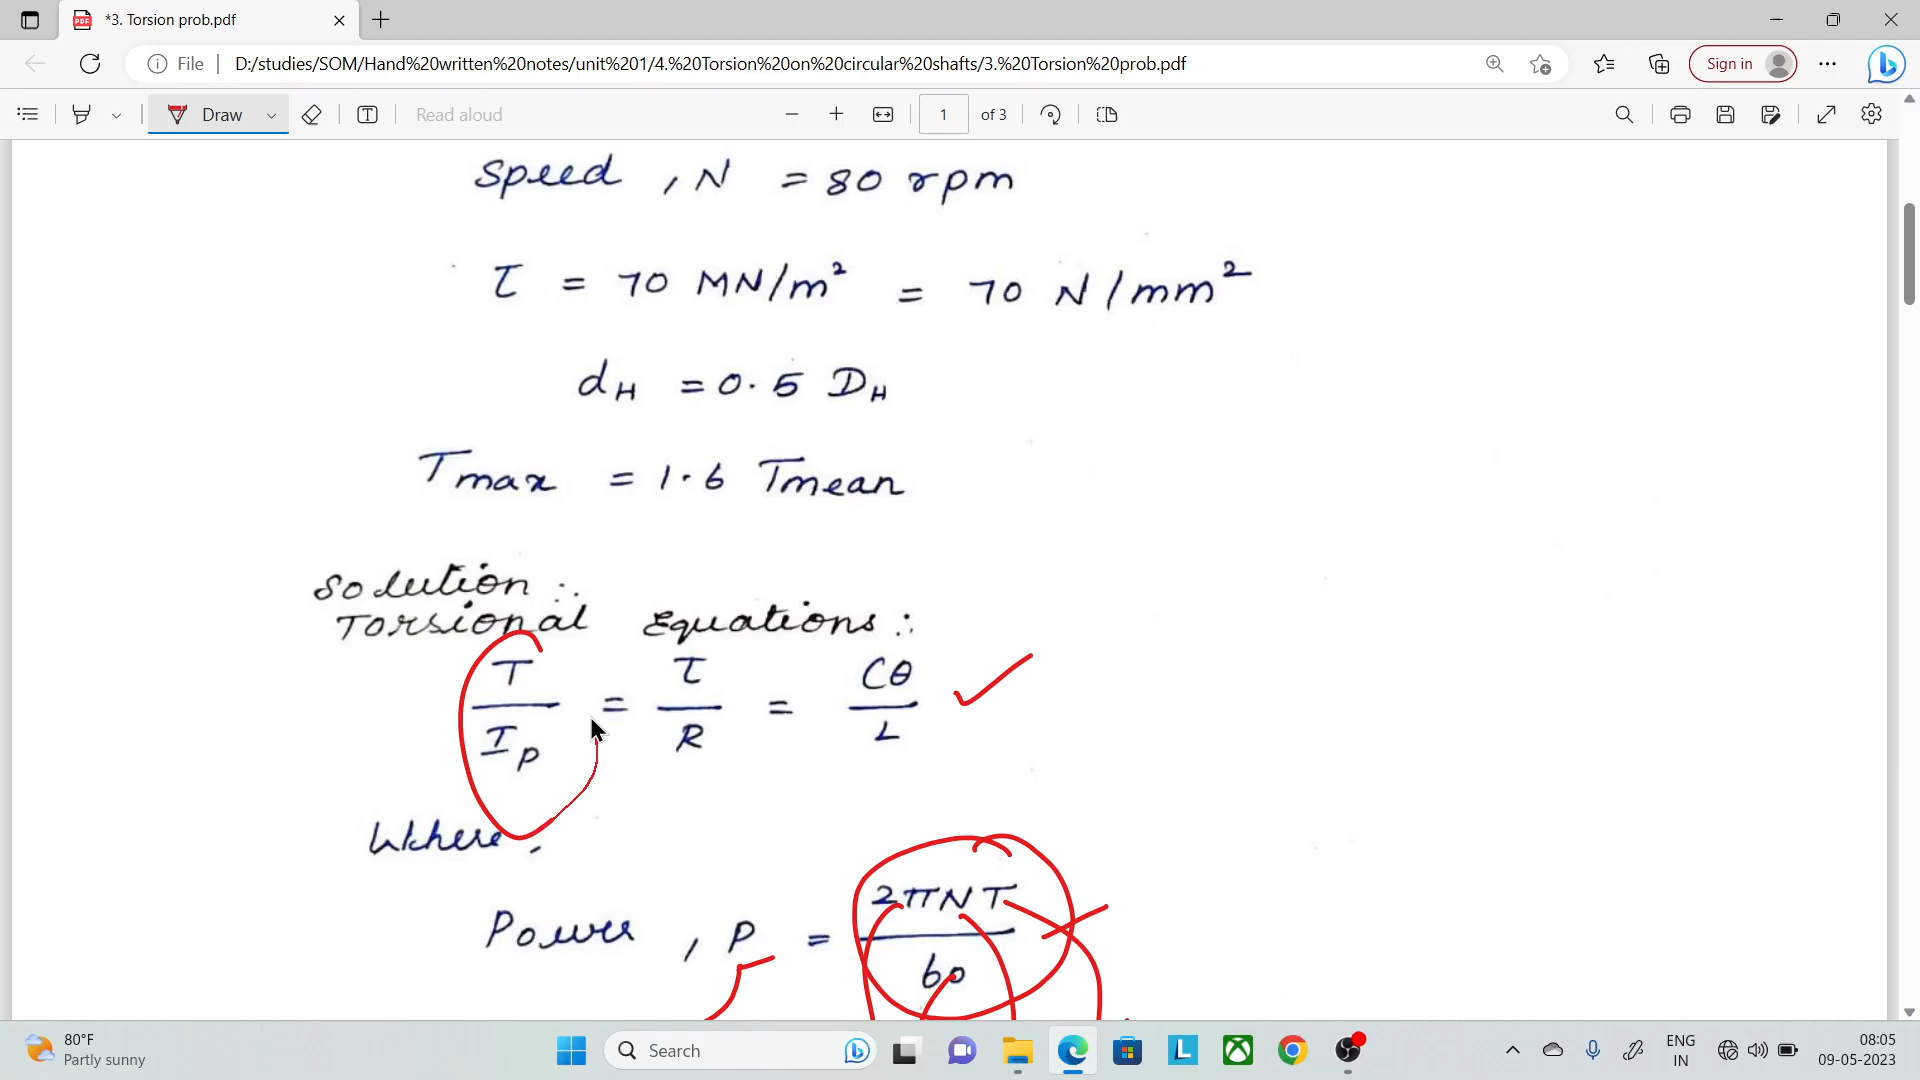 *3. Torsion prob.pdf
File
D:/studies/SOM/Hand%20written%20notes/unit%201/4.%20Torsion%20on%20circular%20shafts/3.%20Torsion%20prob.pdf
Sign in
Draw
Read aloud
1 of 3
Speed , N = 80 rpm
τ = 70 MN/m² = 70 N/mm²
d_H = 0.5 D_H
Tmax = 1.6 Tmean
Solution :.
Torsional Equations :.
T/I_P = τ/R = Cθ/L
Where,
Power , P = 2πNT/60
80°F
Partly sunny
Search
ENG
IN
08:05
09-05-2023